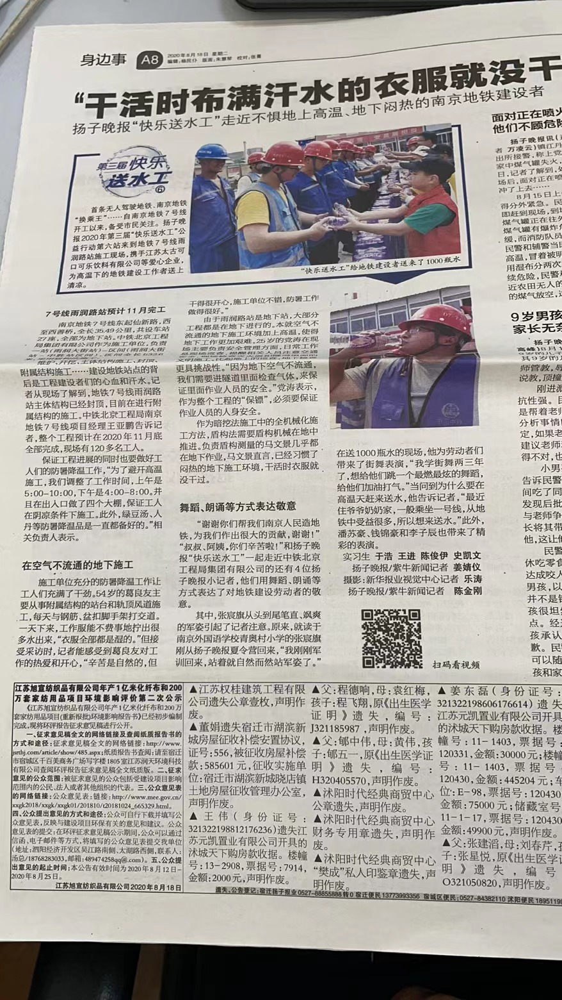 身边事 A8 2020年8月18日 星期二
编辑:杨民仆 版面:朱慧琴 校对:张菁
“干活时布满汗水的衣服就没干
扬子晚报“快乐送水工”走近不惧地上高温、地下闷热的南京地铁建设者
第三届快乐
送水工
⑥
首条无人驾驶地铁、南京地铁
“换乘王”……自南京地铁7号线
开工以来,备受市民关注。扬子晚
报2020年第三届“快乐送水工”公
益行动第六站来到地铁7号线雨
润路站施工现场,携手江苏太古可
口可乐饮料有限公司等爱心企业,
为高温下的地铁建设工作者送上
清凉。
“快乐送水工”给地铁建设者送来了1000瓶水
7号线雨润路站预计11月完工
南京地铁7号线东起仙新路,西
至西善桥,全长35.49公里,共设车站
27座,全部为地下站。中铁北京工程
局集团有限公司作为施工单位,负责
附属结构施工……建设地铁站点的背
后是工程建设者们的心血和汗水。记
者从现场了解到,地铁7号线雨润路
站主体结构已经封顶,目前在进行附
属结构的施工。中铁北京工程局南京
地铁7号线项目经理王亚鹏告诉记
者,整个工程预计在2020年11月底
全部完成,现场有120多名工人。
保证工程进展的同时也要做好工
人们的防暑降温工作,“为了避开高温
施工,我们调整了工作时间,上午是
5:00-10:00,下午是4:00-8:00。并
且在出入口做了四个大棚,保证工人
在阴凉条件下施工。此外,绿豆汤、人
丹等防暑降温品是一直都备好的。”相
关负责人表示。
在空气不流通的地下施工
施工单位充分的防暑降温工作让
工人们充满了干劲。54岁的葛良友主
要从事附属结构的站台和轨顶风道施
工,每天与钢筋、盆扣脚手架打交道。
一天下来,工作服能不费事地拧出很
多水出来,“衣服全部都是湿的。”但接
受采访时,记者能感受到葛良友对工
作的热爱和开心,“辛苦是自然的,但
干得很开心,施工单位不错,防暑工作
做得很好。”
由于雨润路站是地下站,大部分
工程都是在地下进行的。本就空气不
流通的地下施工环境加上高温,使得
地下工作更加艰难。25岁的党涛在现
场主要负责安全管理方面,日常工作
更具挑战性。“因为地下空气不流通,
我们需要进隧道里面检查气体,来保
证里面作业人员的安全。”党涛表示,
作为整个工程的“保镖”,必须要保证
作业人员的人身安全。
作为暗挖法施工中的全机械化施
工方法,盾构法需要盾构机械在地中
推进。负责盾构测量的马文景几乎都
在地下作业,马文景直言,已经习惯了
闷热的地下施工环境,干活时衣服就
没干过。
舞蹈、朗诵等方式表达敬意
“谢谢你们帮我们南京人民造地
铁,为我们作出很大的贡献,谢谢!”
“叔叔、阿姨,你们辛苦啦!”和扬子晚
报“快乐送水工”一起走近中铁北京工
程局集团有限公司的还有4位扬
子晚报小记者,他们用舞蹈、朗诵等
方式表达了对地铁建设劳动者的敬
意。
其中,张宸旗从头到尾笔直、飒爽
的军姿引起了记者注意。原来,就读于
南京外国语学校青奥村小学的张宸旗
刚从扬子晚报夏令营回来,“我刚刚军
训回来,站着就自然而然站军姿了。”
在送1000瓶水的现场,他为劳动者们
带来了街舞表演,“我学街舞两三年
了,想给他们跳一个最燃最炫的舞蹈,
给他们加油打气。”当问到为什么要在
高温天赶来送水,他告诉记者,“最近
住爷爷奶奶家,一般乘坐一号线,从地
铁中受益很多,所以想来送水。”此外,
潘苏豪、钱锦豪和李子辰也带来了精
彩的表演。
实习生 于浩 王进 陈俊伊 史凯文
扬子晚报/紫牛新闻记者 姜婧仪
摄影:新华报业视觉中心记者 乐涛
扬子晚报/紫牛新闻记者 陈金刚
扫码看视频
面对正在喷火
他们不顾危险
扬子晚报讯
者 万凌云)镇江丹
出所接警,称上党
家中煤气罐失火,
日,记者了解到,处
场后,面对正在喷
冲了上去……
8月15日上
得分外紧急。民
即赶到现场,到场
煤气罐正在往外
煤气罐有爆炸危
缓,而消防队员
民警和辅警当即
高温,冒着被明
用湿布分两次
续危险,民警和
近农田无人的
的煤气放空,这
9岁男孩
家长无奈
扬子晚
师管教,导
说教,顶撞
刚进派
抗性强。民
是帮着老师
分析事情的
定,如果老
建议老师
得不对,也
小男孩
告诉民警
间吃了同
发现后批
与老师争
长将其带
他,这让他
民警
休吃零食
达成咬人
男孩,以
并不是错
孩很坦然
点。经过
孩承认
歉。民警
可以随
孩和家
江苏旭宣纺织品有限公司年产1亿米化纤布和200
万套家纺用品项目环境影响评价第二次公示
《江苏旭宣纺织品有限公司年产1亿米化纤布和200万
套家纺用品项目(重新报批)环境影响报告书》已经初步编制
完成,现将环评报告征求意见稿进行公开。
一、征求意见稿全文的网络链接及查阅纸质报告书的
方式和途径:征求意见稿全文的网络链接:http://www.
jsrthj.com/article/show/485.aspx;纸质报告书查阅:请至宿迁
市宿城区千百美商务广场写字楼1805室江苏润天环境科技
有限公司查阅环评报告征求意见稿全文纸质版。二、征求
意见的公众范围:被征求意见的公众包括受建设项目影响
范围内的公民、法人或者其他组织的代表。三、公众意见表
的网络链接:公众意见表:链接:http://www.mee.gov.cn/
xxgk2018/xxgk/xxgk01/201810/t20181024_665329.html。
四、公众提出意见的方式和途径:公众可自行下载并填写公
众意见表,反映与建设项目环保有关的意见和建议。公众
意见表的提交:在环评征求意见稿公示期间,公众可以通过
信函、电子邮件等方式,将填写的公众意见表提交我单位
(地址:泗阳经济开发区吴江路南侧、太湖路西侧,联系人:
汤总/18768283033,邮箱:489474258qq@.com)。五、公众提
出意见的起止时间:本公告有效时间为2020年8月12日-
2020年8月25日。
江苏旭宣纺织品有限公司2020年8月18日
▲江苏权桂建筑工程有限公
司遗失公章壹枚,声明作
废。
▲董娟遗失宿迁市湖滨新
城房屋征收补偿安置协议,
证号:556,被征收房屋补偿
款:585601元,征收实施单
位:宿迁市湖滨新城晓店镇
土地房屋征收管理办公室,
声明作废。
▲王伟(身份证号:
321322198812176236)遗失江
苏元凯置业有限公司开具的
沭城天下购房款收据。楼幢
号:13-2908,票据号:7914,
金额:2000元,声明作废。
▲父:程德响,母:袁红梅,
孩子:程飞翔,原《出生医学
证明》遗失,编号:
J321185987,声明作废。
▲父:郇中伟,母:黄伟,孩
子:郇五一,原《出生医学证
明》遗失,编号:
H320405570,声明作废。
▲沭阳时代经典商贸中心
公章遗失,声明作废。
▲沭阳时代经典商贸中心
财务专用章遗失,声明作
废。
▲沭阳时代经典商贸中心
“樊成”私人印鉴章遗失,声
明作废。
▲姜东磊(身份证号:
321322198606176614)遗失
江苏元凯置业有限公司开具
的沭城天下购房款收据。楼
幢号:11-1403,票据号:
120331,金额:30000元;楼幢
号:11-1403,票据号
120430,金额:445204元;车
位:E-98,票据号:120430
金额:75000元;储藏室号
11-1-17,票据号:120430
金额:49900元,声明作废。
▲父:张建滔,母:刘春芹,孩
子:张星悦,原《出生医学证
明》遗失,编号
O321050820,声明作废。
遗失、公告登记:宿迁扬子报业0527-88855888转0 宿迁便民13773993356 宿城区便民:0527-84382110 沭阳便民1895119